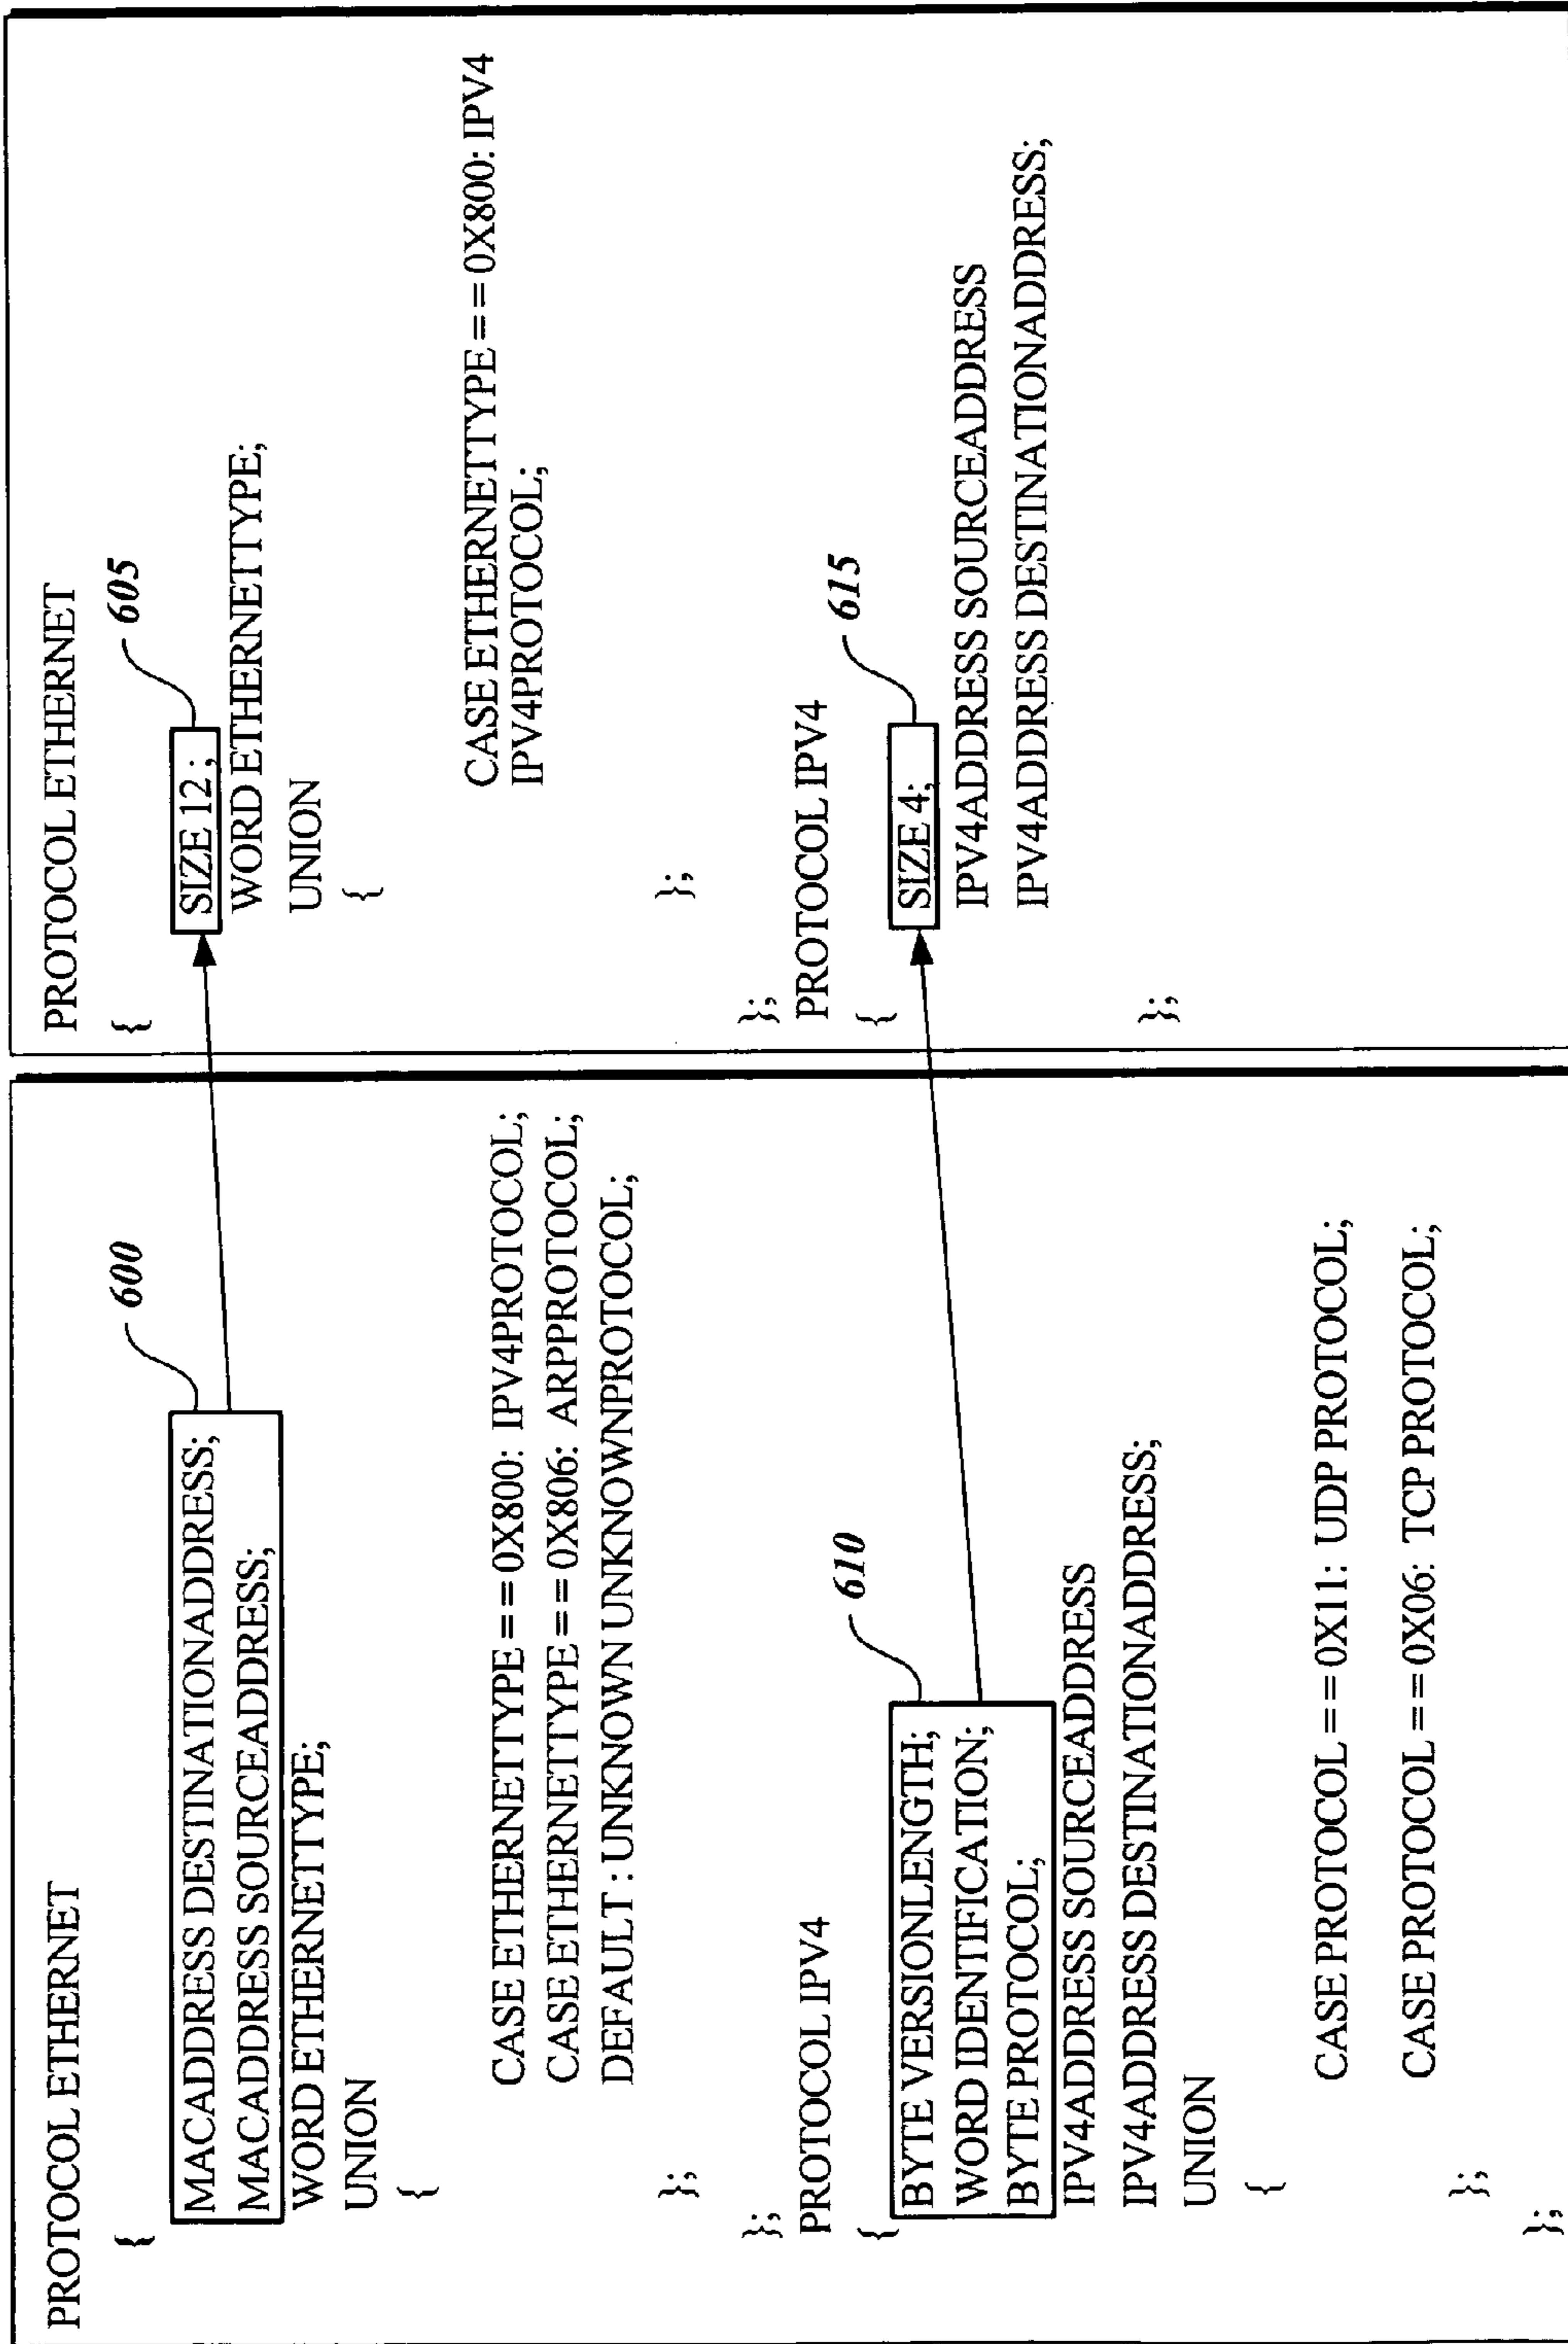 PROTOCOL ETHERNET
{
600
MACADDRESS DESTINATIONADDRESS;
MACADDRESS SOURCEADDRESS;
WORD ETHERNETTYPE;
UNION
{
CASE ETHERNETTYPE ==0X800: IPV4PROTOCOL;
CASE ETHERNETTYPE ==0X806: ARPPROTOCOL;
DEFAULT : UNKNOWN UNKNOWNPROTOCOL;
};
};
PROTOCOL IPV4
{
610
BYTE VERSIONLENGTH;
WORD IDENTIFICATION;
BYTE PROTOCOL;
IPV4ADDRESS SOURCEADDRESS
IPV4ADDRESS DESTINATIONADDRESS;
UNION
{
CASE PROTOCOL ==0X11: UDP PROTOCOL;
CASE PROTOCOL ==0X06: TCP PROTOCOL;
};
};
PROTOCOL ETHERNET
{
605
SIZE 12 ;
WORD ETHERNETTYPE;
UNION
{
CASE ETHERNETTYPE ==0X800: IPV4
IPV4PROTOCOL;
};
};
PROTOCOL IPV4
{
615
SIZE 4;
IPV4ADDRESS SOURCEADDRESS
IPV4ADDRESS DESTINATIONADDRESS;
};